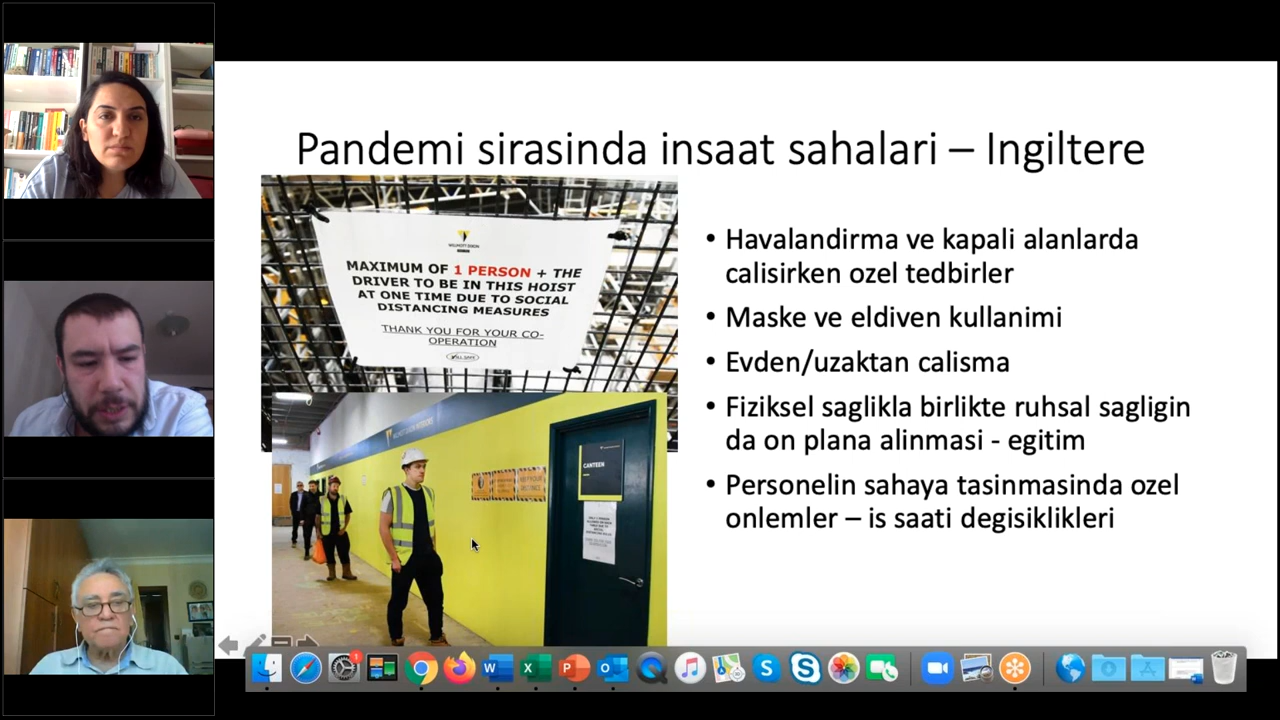 Pandemi sirasinda insaat sahalari – Ingiltere
WILLMOTT DIXON
MAXIMUM OF 1 PERSON + THE
DRIVER TO BE IN THIS HOIST
AT ONE TIME DUE TO SOCIAL
DISTANCING MEASURES
THANK YOU FOR YOUR CO-
OPERATION
CANTEEN
• Havalandirma ve kapali alanlarda
calisirken ozel tedbirler
• Maske ve eldiven kullanimi
• Evden/uzaktan calisma
• Fiziksel saglikla birlikte ruhsal sagligin
da on plana alinmasi - egitim
• Personelin sahaya tasinmasinda ozel
onlemler – is saati degisiklikleri